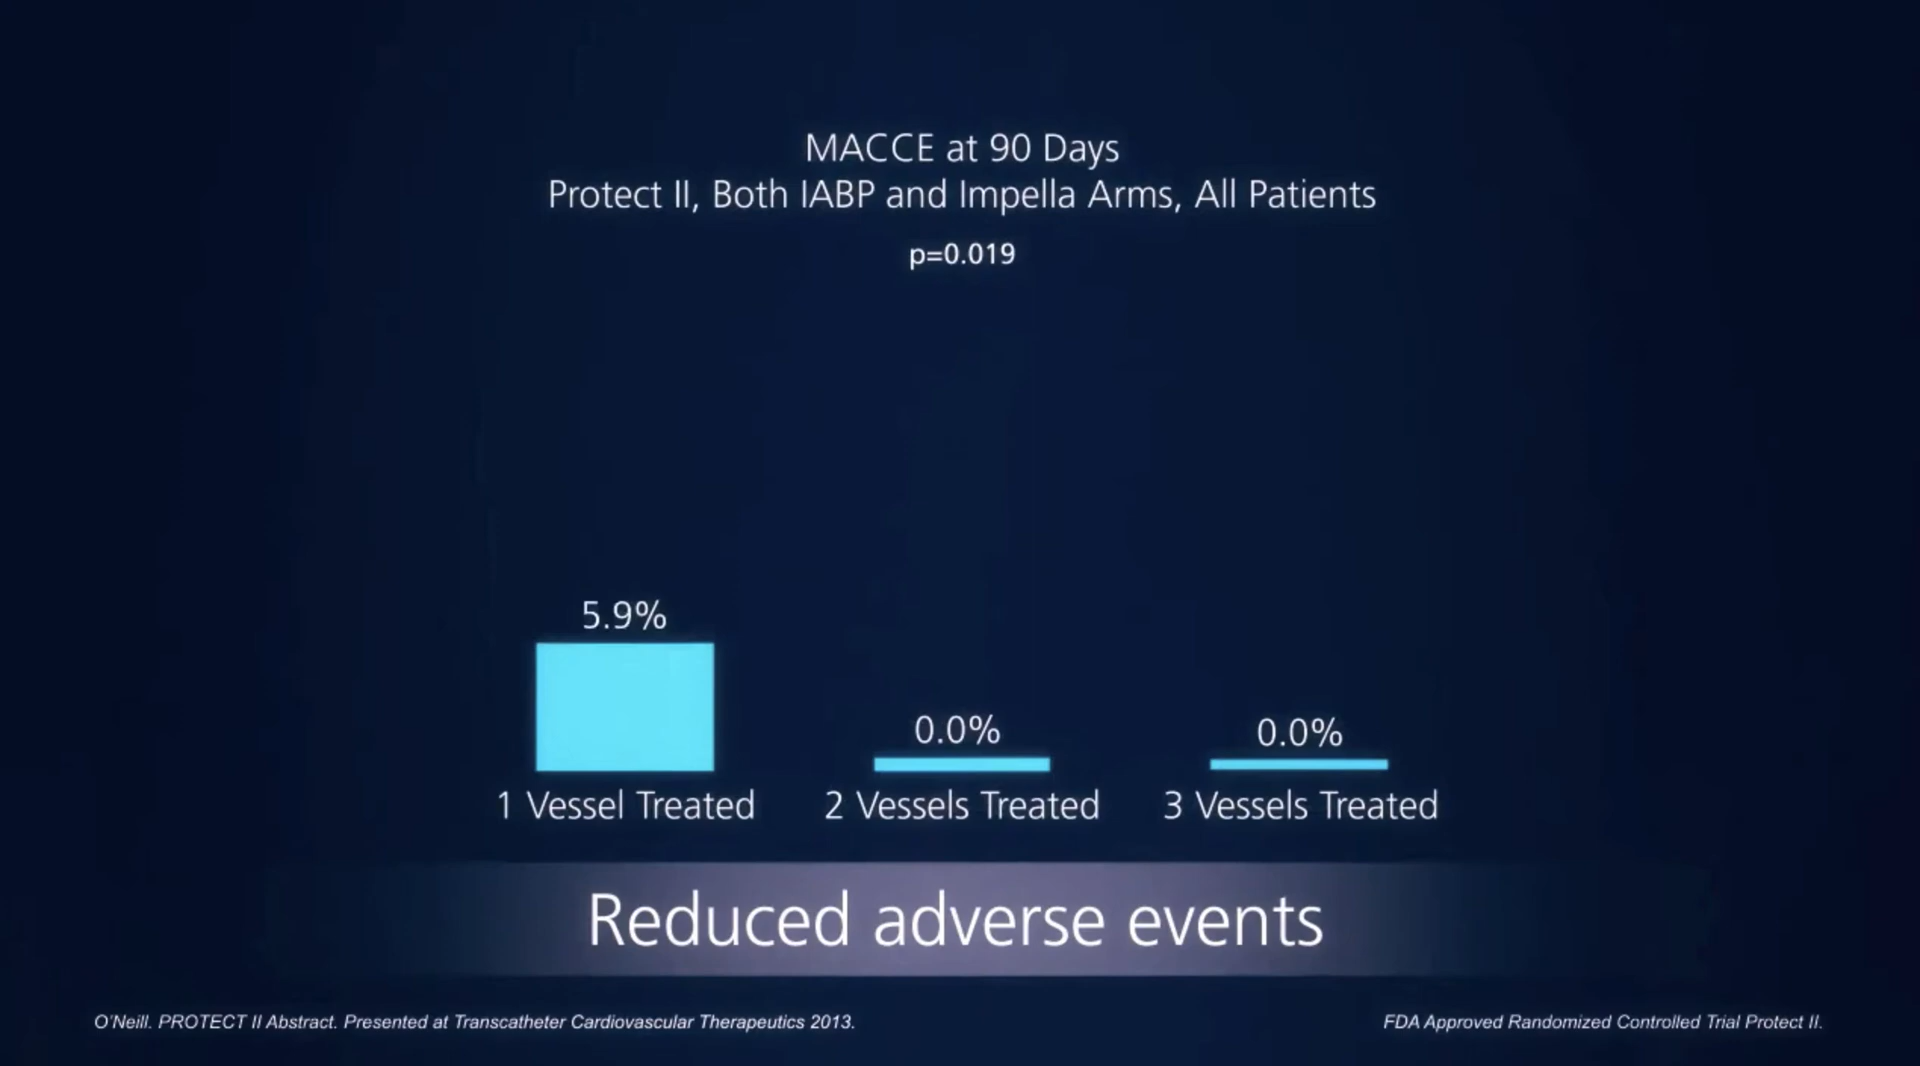 MACCE at 90 Days
Protect II, Both IABP and Impella Arms, All Patients
p=0.019
5.9%
0.0%
0.0%
1 Vessel Treated
2 Vessels Treated
3 Vessels Treated
Reduced adverse events
O'Neill. PROTECT II Abstract. Presented at Transcatheter Cardiovascular Therapeutics 2013.
FDA Approved Randomized Controlled Trial Protect II.